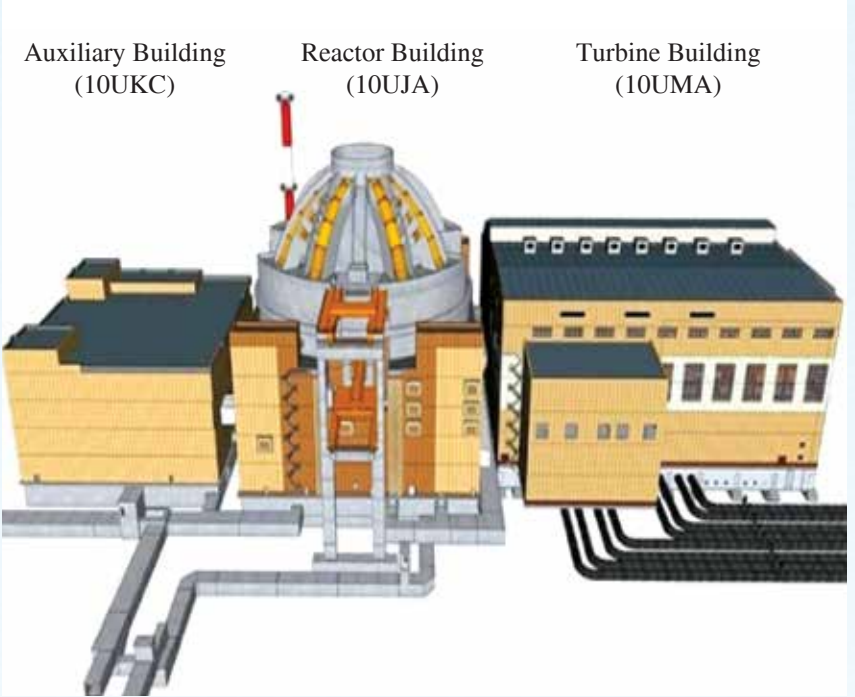 Auxiliary Building
(10UKC)
Reactor Building
(10UJA)
Turbine Building
(10UMA)